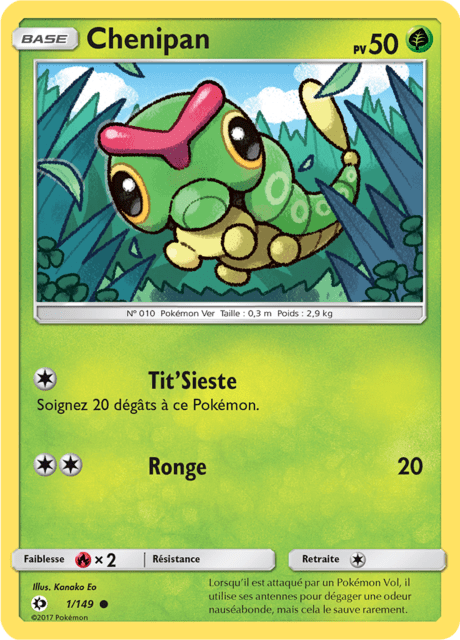 BASE Chenipan PV 50
N° 010 Pokémon Ver Taille : 0,3 m Poids : 2,9 kg
Tit'Sieste
Soignez 20 dégâts à ce Pokémon.
Ronge 20
Faiblesse × 2 Résistance Retraite
Illus. Kanako Eo
1/149
©2017 Pokémon
Lorsqu'il est attaqué par un Pokémon Vol, il
utilise ses antennes pour dégager une odeur
nauséabonde, mais cela le sauve rarement.